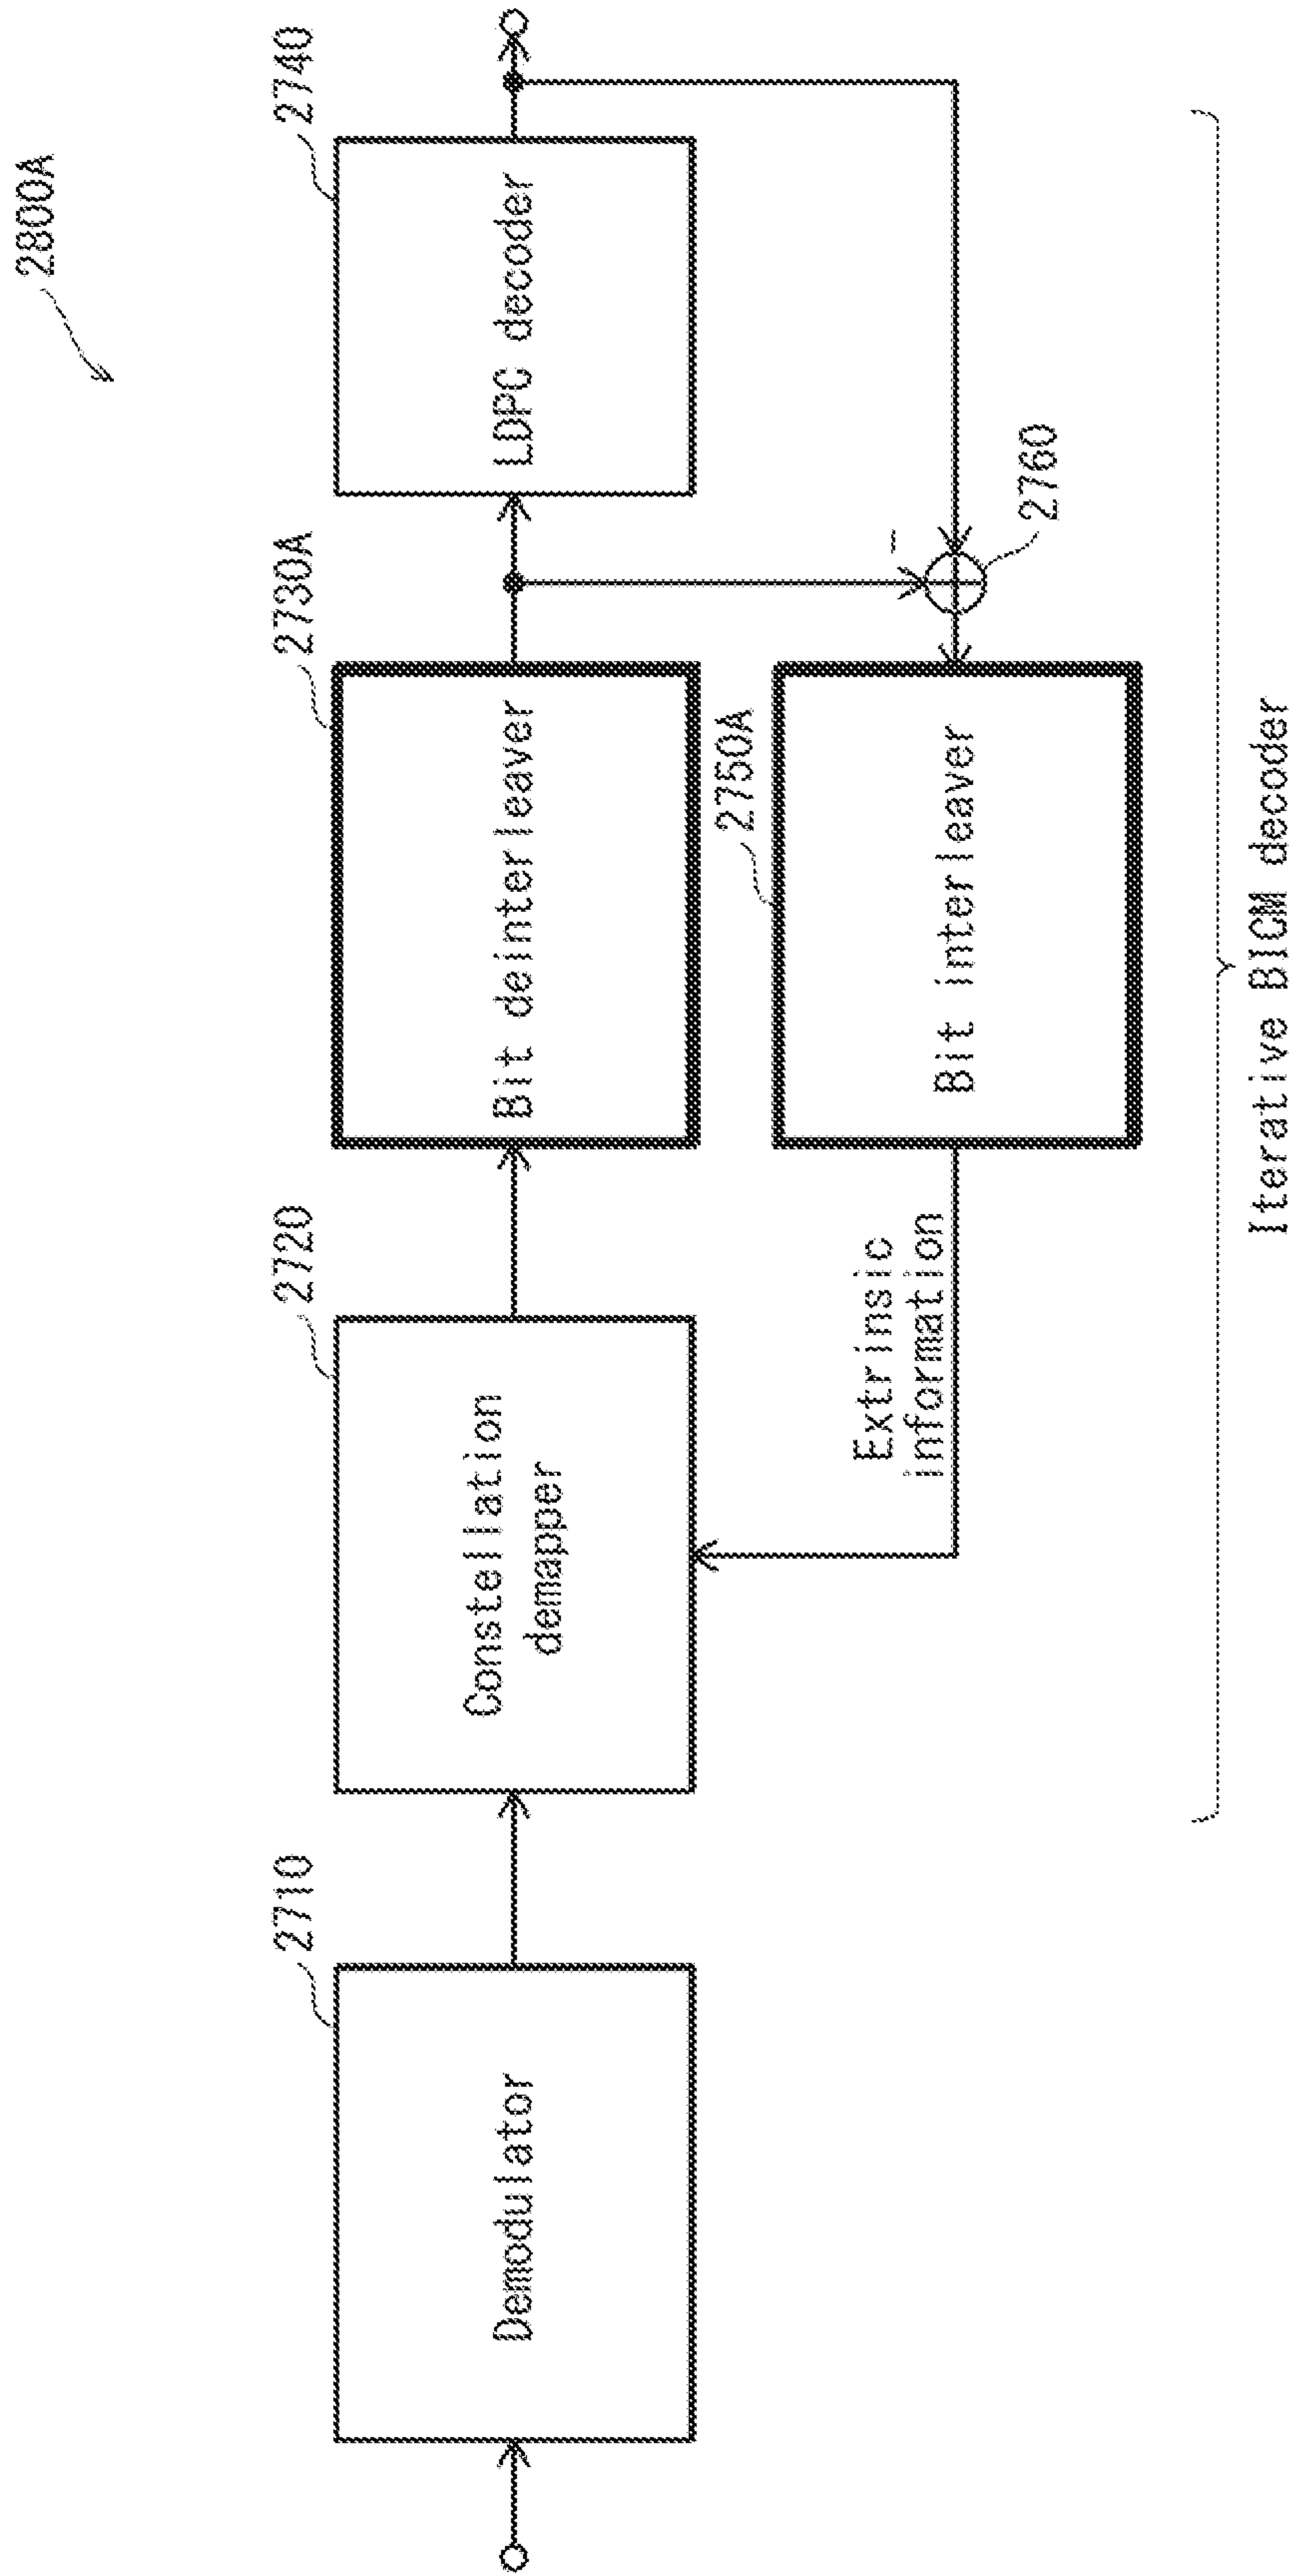 2800A
2710
Demodulator
2720
Constellation
demapper
2730A
Bit deinterleaver
2740
LDPC decoder
Extrinsic
information
2750A
Bit interleaver
-
2760
Iterative BICM decoder